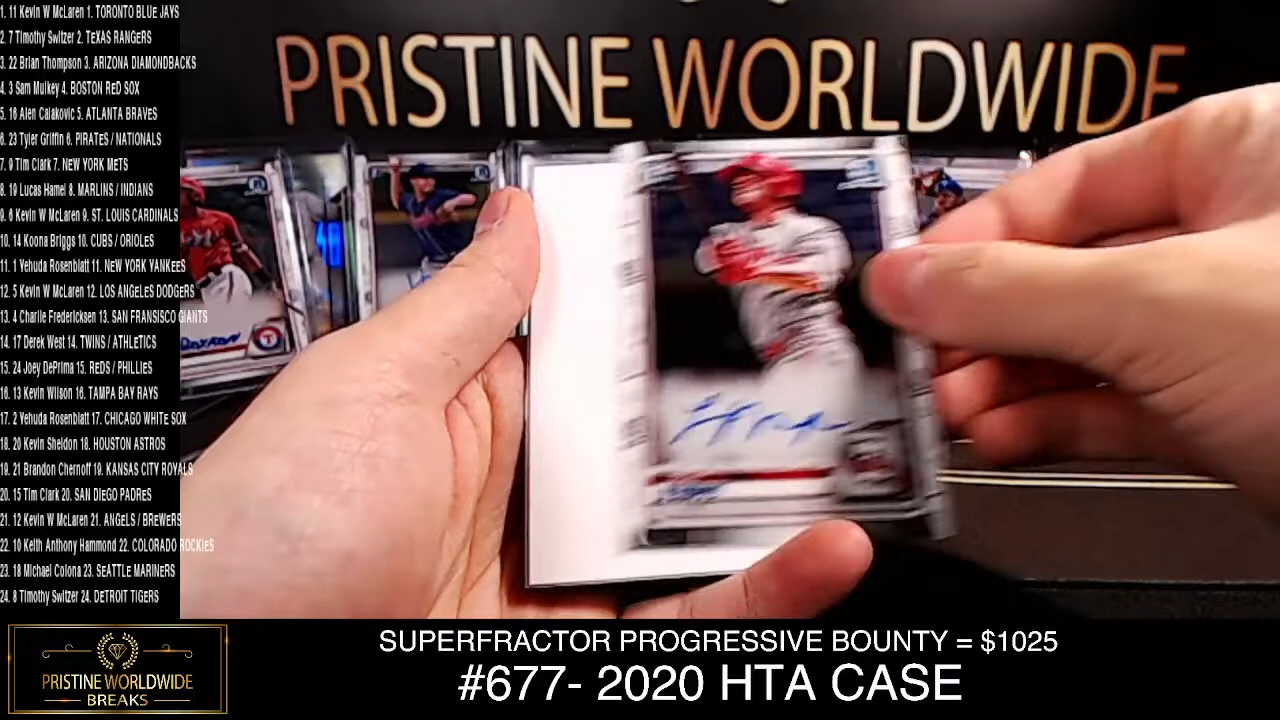 1. 11 Kevin W McLaren 1. TORONTO BLUE JAYS
2. 7 Timothy Switzer 2. TEXAS RANGERS
3. 22 Brian Thompson 3. ARIZONA DIAMONDBACKS
4. 3 Sam Mulkey 4. BOSTON RED SOX
5. 16 Alen Calakovic 5. ATLANTA BRAVES
6. 23 Tyler Griffin 6. PIRATES / NATIONALS
7. 9 Tim Clark 7. NEW YORK METS
8. 19 Lucas Hamel 8. MARLINS / INDIANS
9. 6 Kevin W McLaren 9. ST. LOUIS CARDINALS
10. 14 Koona Briggs 10. CUBS / ORIOLES
11. 1 Yehuda Rosenblatt 11. NEW YORK YANKEES
12. 5 Kevin W McLaren 12. LOS ANGELES DODGERS
13. 4 Charlie Fredericksen 13. SAN FRANSISCO GIANTS
14. 17 Derek West 14. TWINS / ATHLETICS
15. 24 Joey DePrima 15. REDS / PHILLIES
16. 13 Kevin Wilson 16. TAMPA BAY RAYS
17. 2 Yehuda Rosenblatt 17. CHICAGO WHITE SOX
18. 20 Kevin Sheldon 18. HOUSTON ASTROS
19. 21 Brandon Chernoff 19. KANSAS CITY ROYALS
20. 15 Tim Clark 20. SAN DIEGO PADRES
21. 12 Kevin W McLaren 21. ANGELS / BREWERS
22. 10 Keith Anthony Hammond 22. COLORADO ROCKIES
23. 18 Michael Colona 23. SEATTLE MARINERS
24. 8 Timothy Switzer 24. DETROIT TIGERS
PRISTINE WORLDWIDE
PRISTINE WORLDWIDE
BREAKS
SUPERFRACTOR PROGRESSIVE BOUNTY = $1025
#677- 2020 HTA CASE